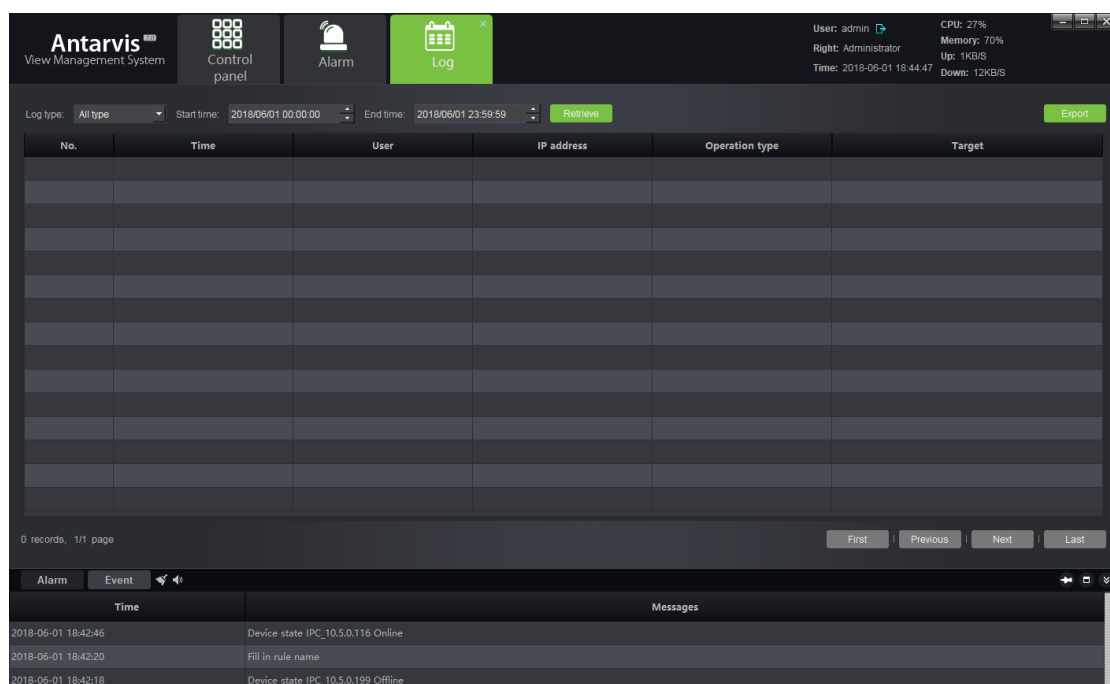 Antarvis 2.0
View Management System
Control
panel
Alarm
Log
User: admin
Right: Administrator
Time: 2018-06-01 18:44:47
CPU: 27%
Memory: 70%
Up: 1KB/S
Down: 12KB/S
Log type: All type Start time: 2018/06/01 00:00:00 End time: 2018/06/01 23:59:59 Retrieve Export
No. Time User IP address Operation type Target
0 records, 1/1 page First Previous Next Last
Alarm Event
Time Messages
2018-06-01 18:42:46 Device state IPC_10.5.0.116 Online
2018-06-01 18:42:20 Fill in rule name
2018-06-01 18:42:18 Device state IPC_10.5.0.199 Offline